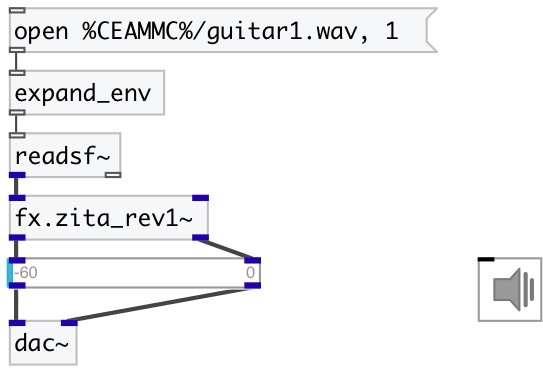 open %CEAMMC%/guitar1.wav, 1
expand_env
readsf~
fx.zita_rev1~
-60 0
dac~